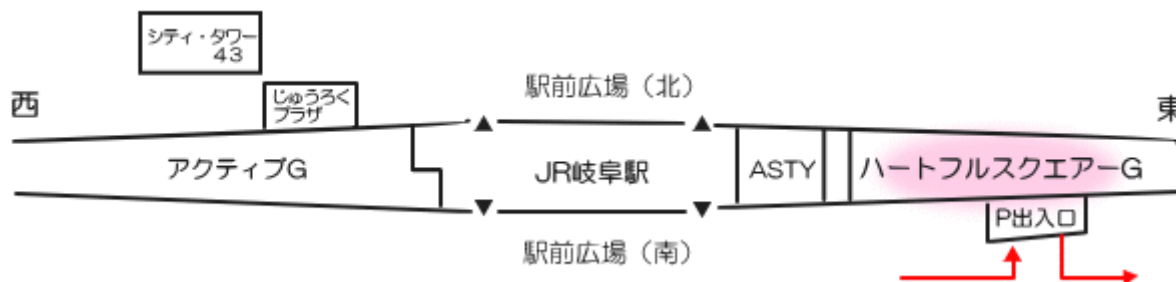 シティ・タワー
43
西
じゅうろく
プラザ
駅前広場（北）
東
アクティブG
JR岐阜駅
ASTY
ハートフルスクエアーG
P出入口
駅前広場（南）